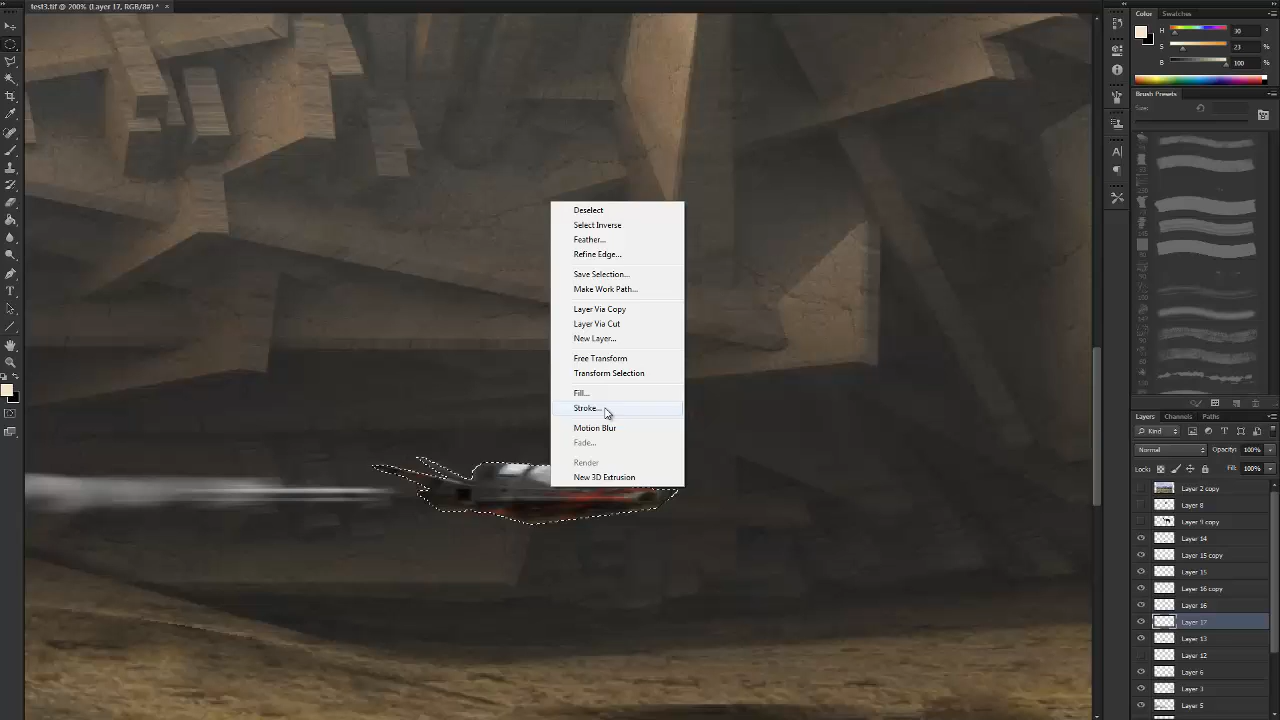 test3.tif @ 200% (Layer 17, RGB/8#) * ×
Color Swatches
H 30 °
S 23 %
B 100 %
Brush Presets
Size:
Deselect
Select Inverse
Feather...
Refine Edge...
Save Selection...
Make Work Path...
Layer Via Copy
Layer Via Cut
New Layer...
Free Transform
Transform Selection
Fill...
Stroke...
Motion Blur
Fade...
Render
New 3D Extrusion
Layers Channels Paths
Kind
Normal Opacity: 100%
Lock: Fill: 100%
Layer 2 copy
Layer 8
Layer 9 copy
Layer 14
Layer 15 copy
Layer 15
Layer 16 copy
Layer 16
Layer 17
Layer 13
Layer 12
Layer 6
Layer 3
Layer 5